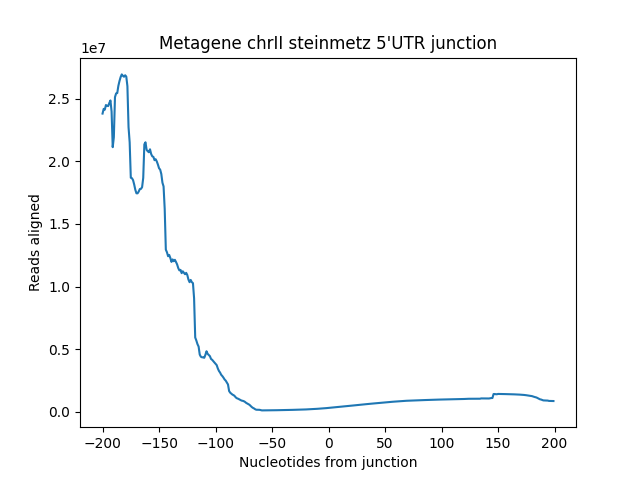 Metagene chrII steinmetz 5'UTR junction
1e7
2.5
2.0
1.5
1.0
0.5
0.0
Reads aligned
−200 −150 −100 −50 0 50 100 150 200
Nucleotides from junction